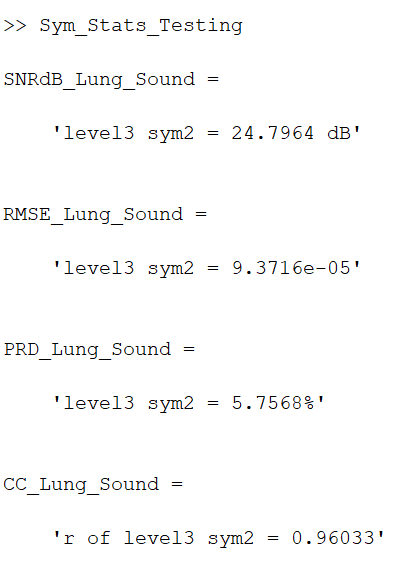 >> Sym_Stats_Testing
SNRdB_Lung_Sound =
'level3 sym2 = 24.7964 dB'
RMSE_Lung_Sound =
'level3 sym2 = 9.3716e-05'
PRD_Lung_Sound =
'level3 sym2 = 5.7568%'
CC_Lung_Sound =
'r of level3 sym2 = 0.96033'